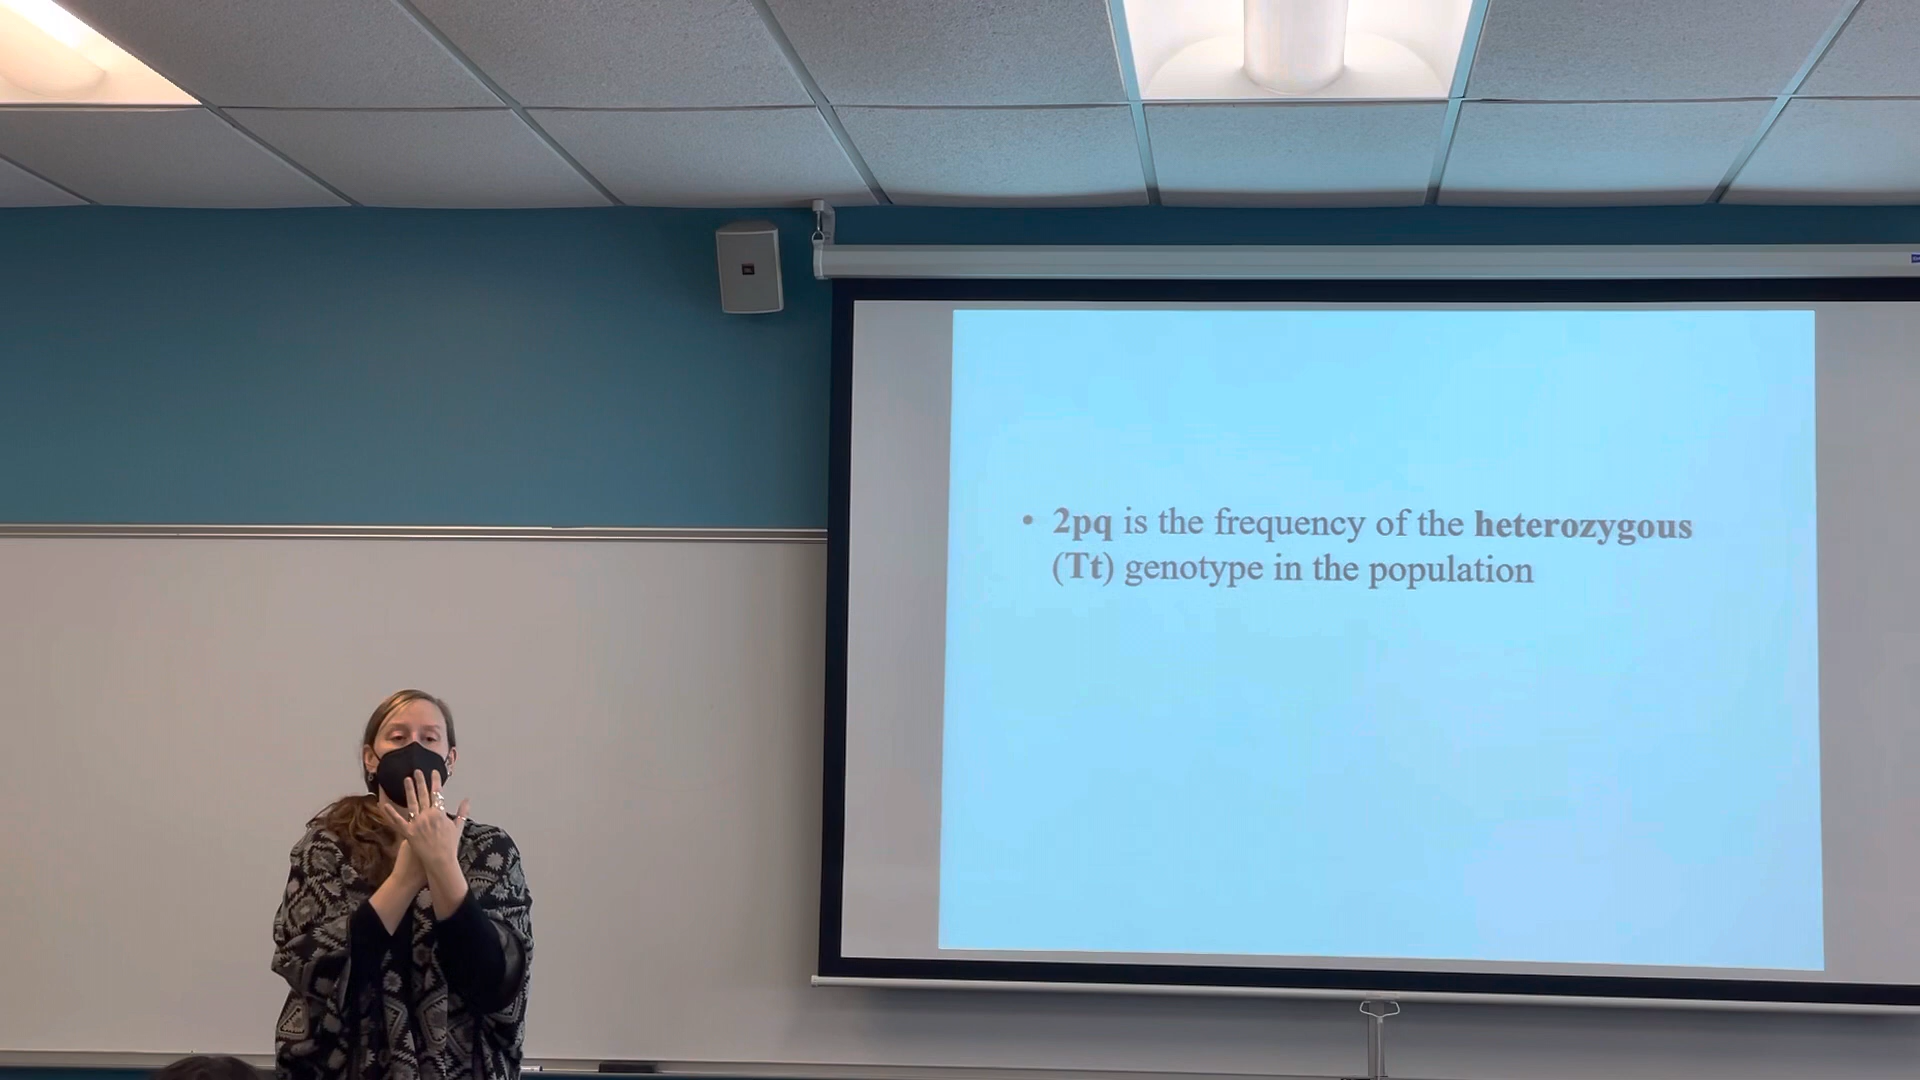 • 2pq is the frequency of the heterozygous
(Tt) genotype in the population